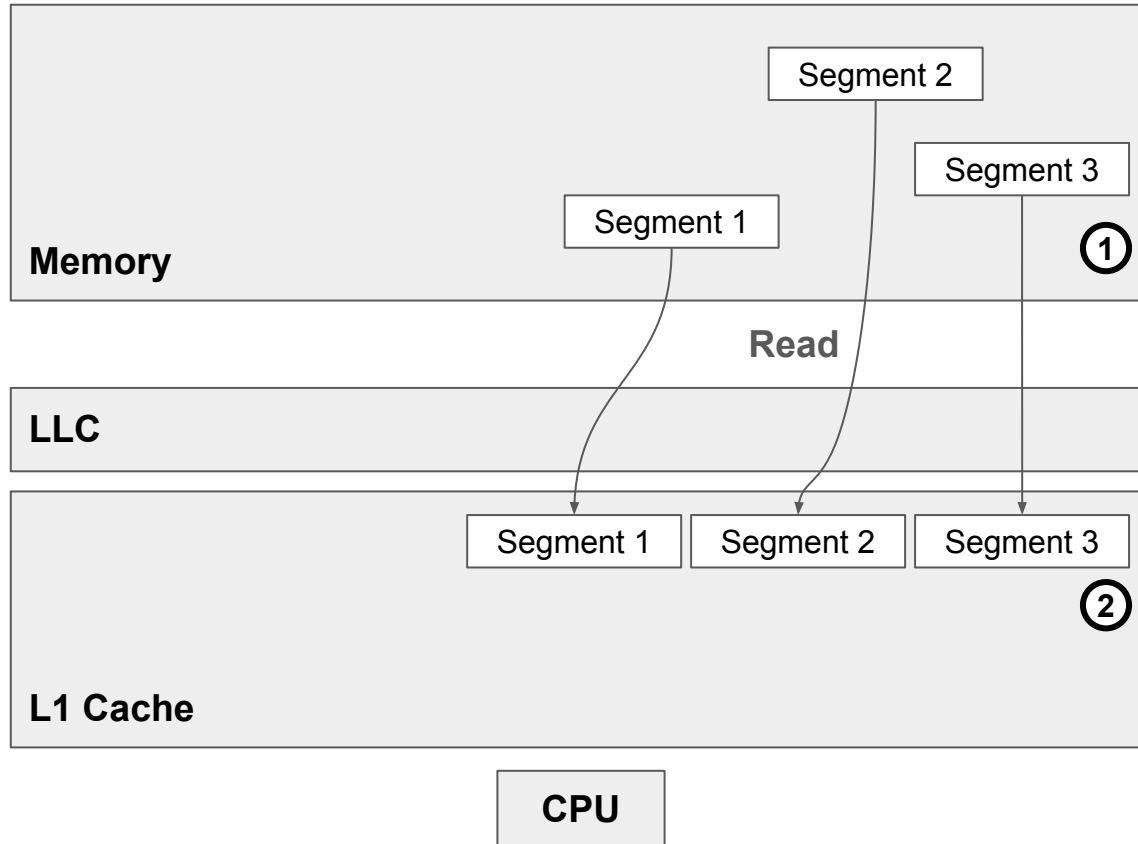 Segment 2
Segment 3
Segment 1
Memory
1
Read
LLC
Segment 1 Segment 2 Segment 3
2
L1 Cache
CPU